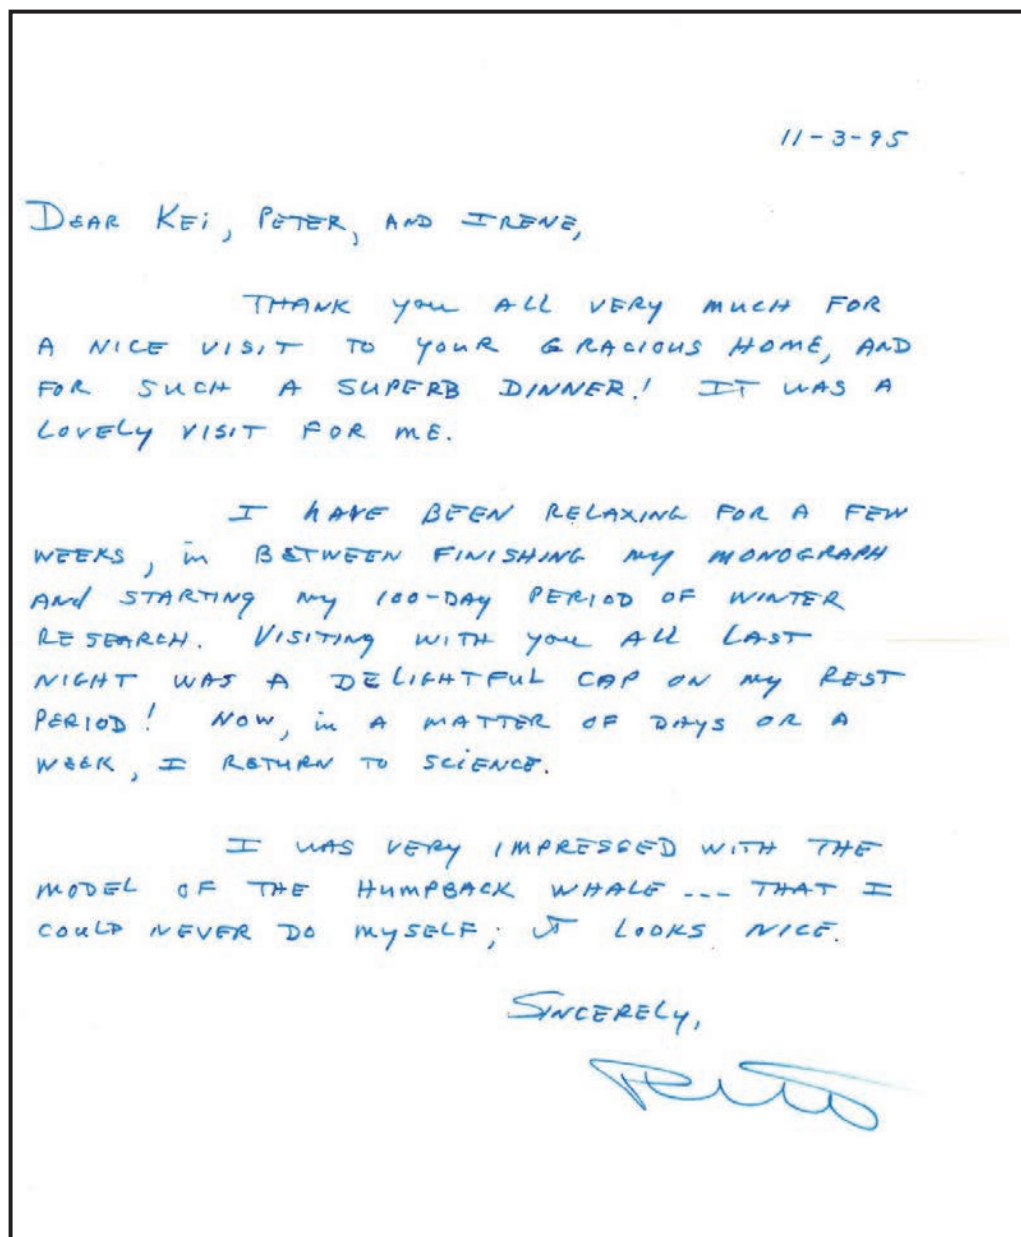 11-3-95
DEAR KEi, PETER, AND IRENE,
THANK you ALL VERY MUCH FOR
A NICE VISIT TO YOUR GRACIOUS HOME, AND
FOR SUCH A SUPERB DINNER! IT WAS A
LOVELY VISIT FOR ME.
I HAVE BEEN RELAXING FOR A FEW
WEEKS, in BETWEEN FINISHING MY MONOGRAPH
AND STARTING MY 100-DAY PERIOD OF WINTER
RESEARCH. VISITING WITH you ALL LAST
NIGHT WAS A DELIGHTFUL CAP ON MY REST
PERIOD! NOW, in A MATTER OF DAYS OR A
WEEK, I RETURN TO SCIENCE.
I WAS VERY IMPRESSED WITH THE
MODEL OF THE HUMPBACK WHALE --- THAT I
COULD NEVER DO MYSELF; IT LOOKS NICE.
SINCERELY,